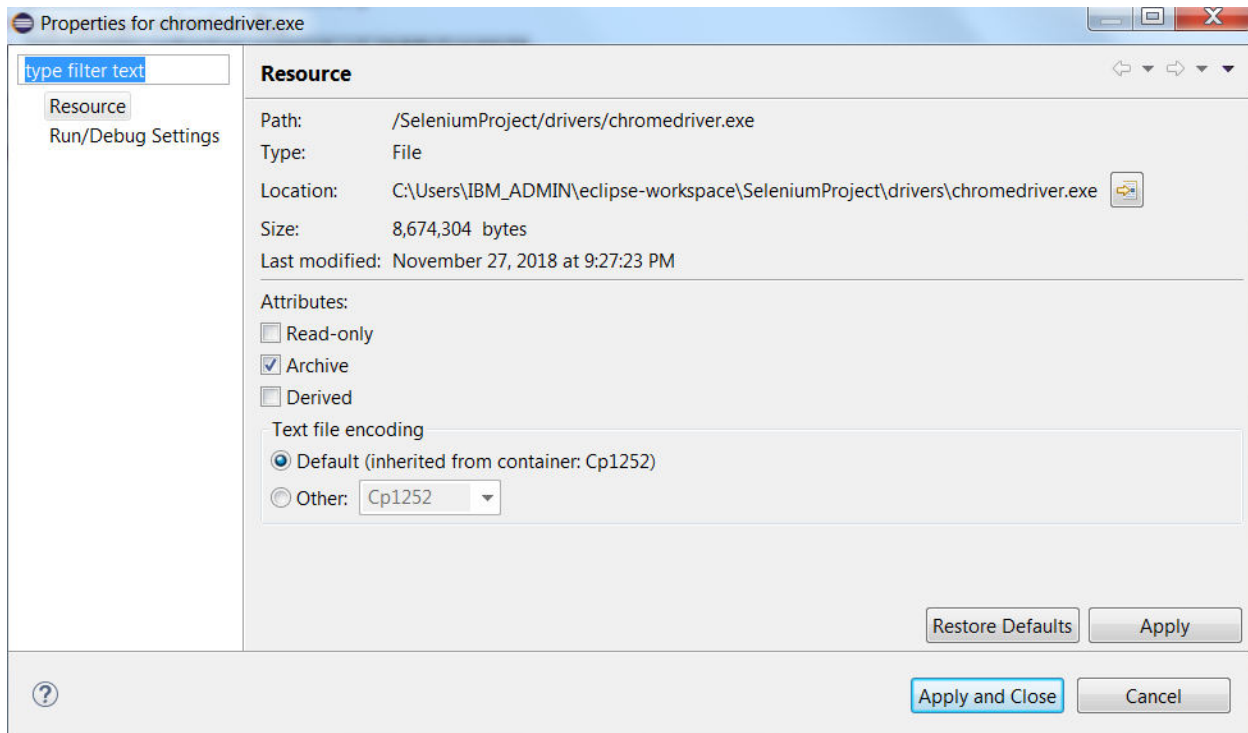 Properties for chromedriver.exe
type filter text
Resource
Run/Debug Settings
Resource
Path: /SeleniumProject/drivers/chromedriver.exe
Type: File
Location: C:\Users\IBM_ADMIN\eclipse-workspace\SeleniumProject\drivers\chromedriver.exe
Size: 8,674,304 bytes
Last modified: November 27, 2018 at 9:27:23 PM
Attributes:
Read-only
Archive
Derived
Text file encoding
Default (inherited from container: Cp1252)
Other: Cp1252
Restore Defaults Apply
? Apply and Close Cancel